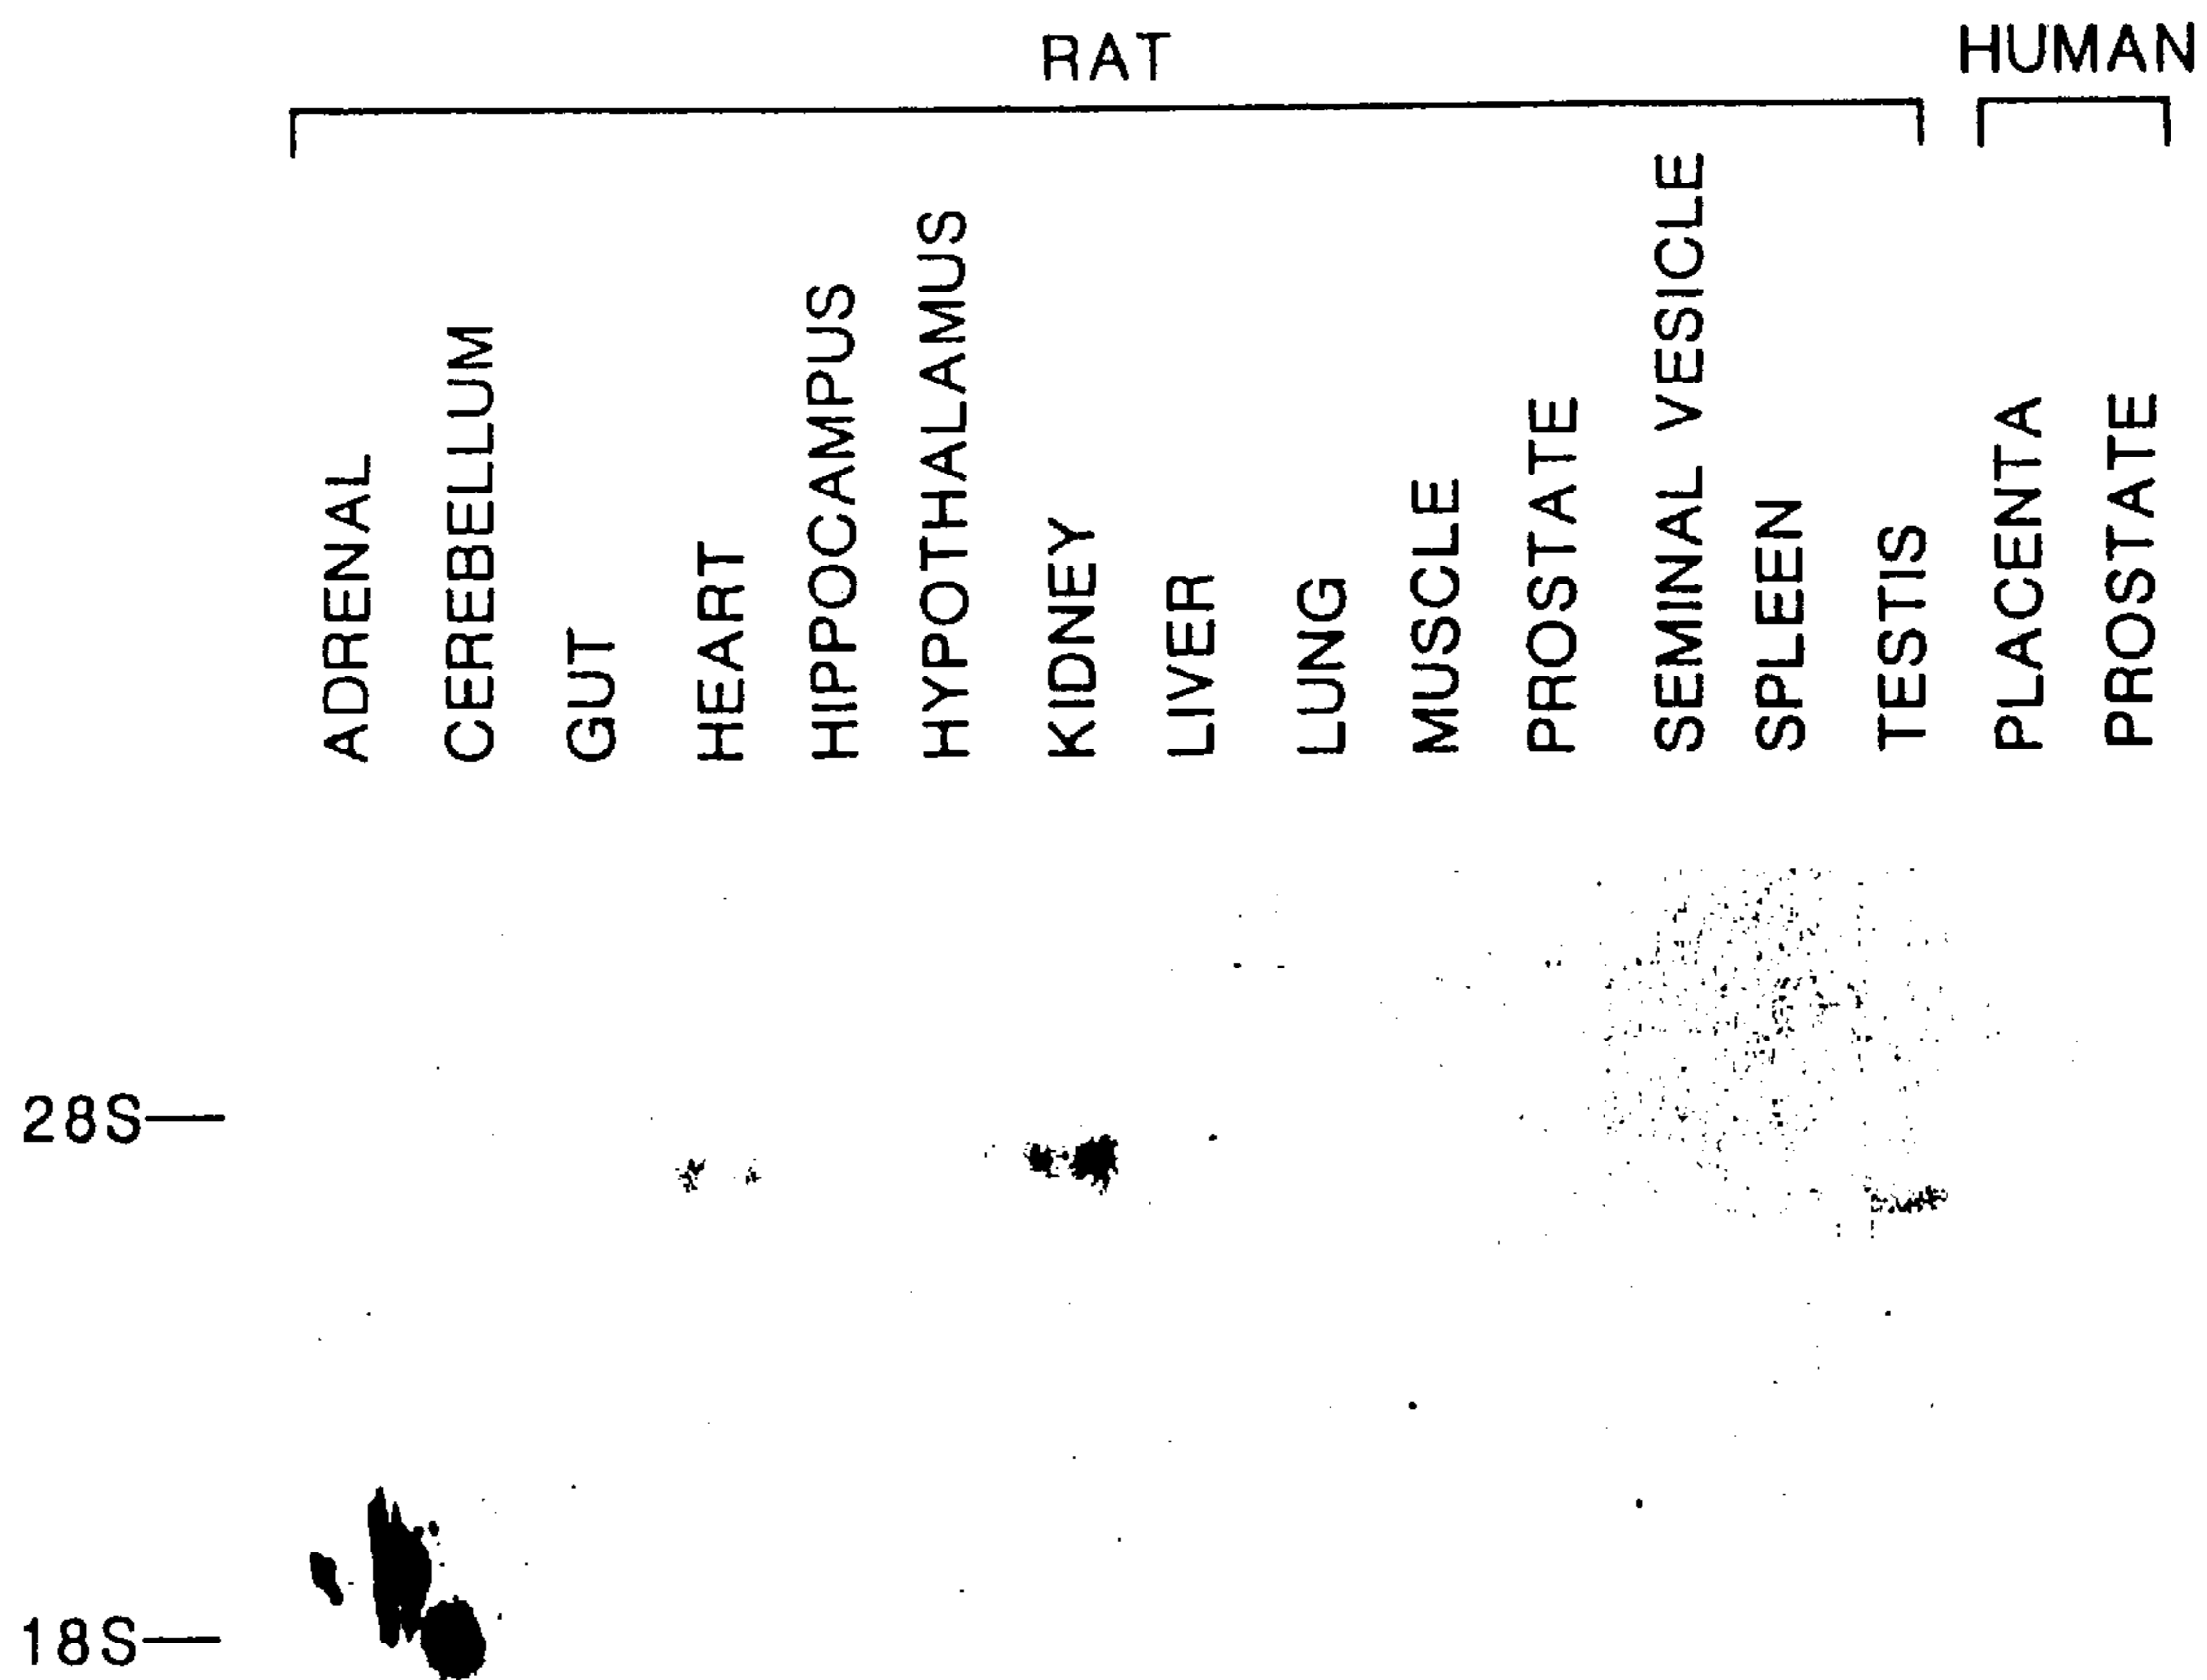 RAT
HUMAN
ADRENAL
CEREBELLUM
GUT
HEART
HIPPOCAMPUS
HYPOTHALAMUS
KIDNEY
LIVER
LUNG
MUSCLE
PROSTATE
SEMINAL VESICLE
SPLEEN
TESTIS
PLACENTA
PROSTATE
28S
18S